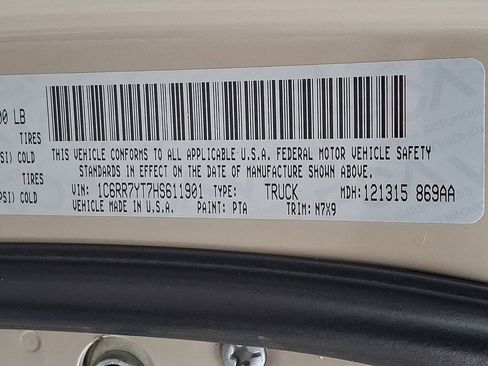 00 LB
TIRES
PSI) COLD
TIRES
PSI) COLD
THIS VEHICLE CONFORMS TO ALL APPLICABLE U.S.A. FEDERAL MOTOR VEHICLE SAFETY
STANDARDS IN EFFECT ON THE DATE OF MANUFACTURE SHOWN ABOVE.
VIN: 1C6RR7YT7HS611901 TYPE: TRUCK MDH: 121315 869AA
VEHICLE MADE IN U.S.A. PAINT: PTA TRIM: N7X9